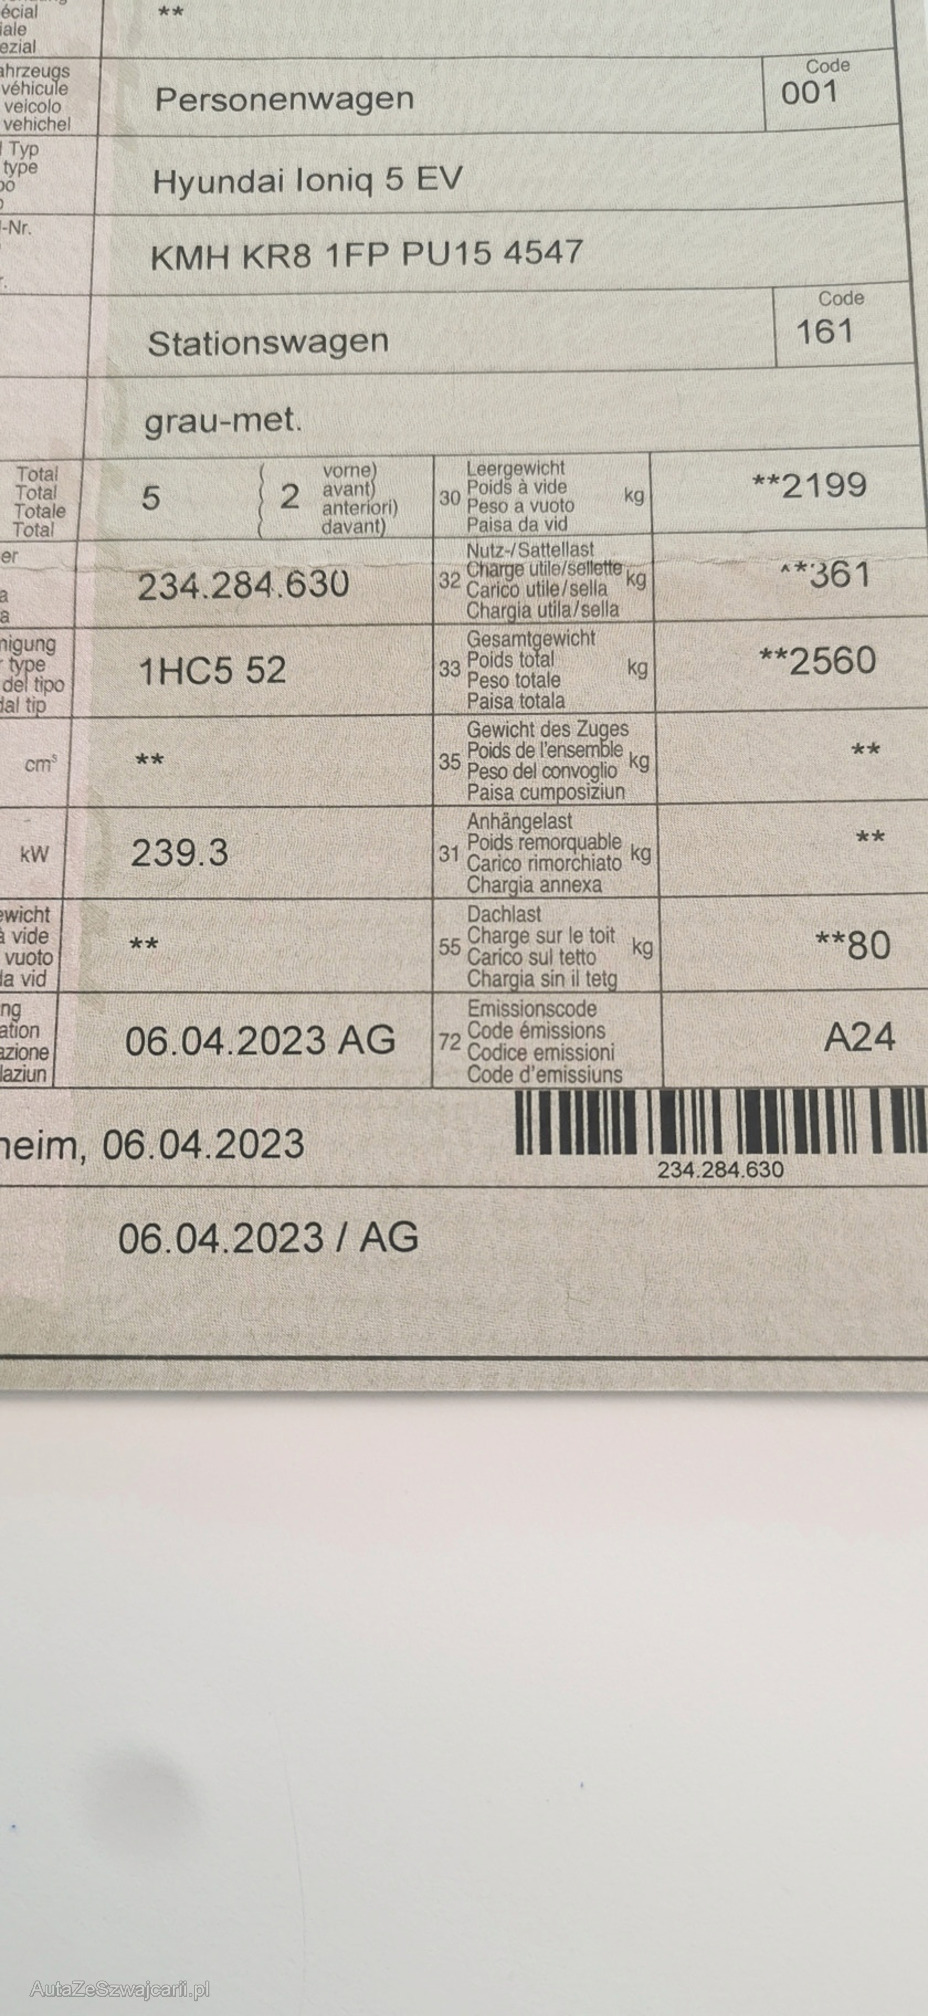 écial **
iale
ezial
ahrzeugs Code
véhicule Personenwagen 001
veicolo
vehichel
Typ
type Hyundai Ioniq 5 EV
-Nr.
KMH KR8 1FP PU15 4547
Code
Stationswagen 161
grau-met.
Total vorne) Leergewicht
Total 5 ( 2 avant) 30 Poids à vide kg **2199
Totale anteriori) Peso a vuoto
Total davant) Paisa da vid
er Nutz-/Sattellast
234.284.630 32 Charge utile/sellette kg **361
a Carico utile/sella
a Chargia utila/sella
nigung Gesamtgewicht
type 1HC5 52 33 Poids total kg **2560
del tipo Peso totale
dal tip Paisa totala
Gewicht des Zuges
cm³ ** 35 Poids de l'ensemble kg **
Peso del convoglio
Paisa cumposiziun
Anhängelast
kW 239.3 31 Poids remorquable kg **
Carico rimorchiato
Chargia annexa
ewicht Dachlast
à vide ** 55 Charge sur le toit kg **80
vuoto Carico sul tetto
da vid Chargia sin il tetg
ng Emissionscode
ation 06.04.2023 AG 72 Code émissions A24
azione Codice emissioni
laziun Code d'emissiuns
heim, 06.04.2023
234.284.630
06.04.2023 / AG
AutaZeSzwajcarii.pl